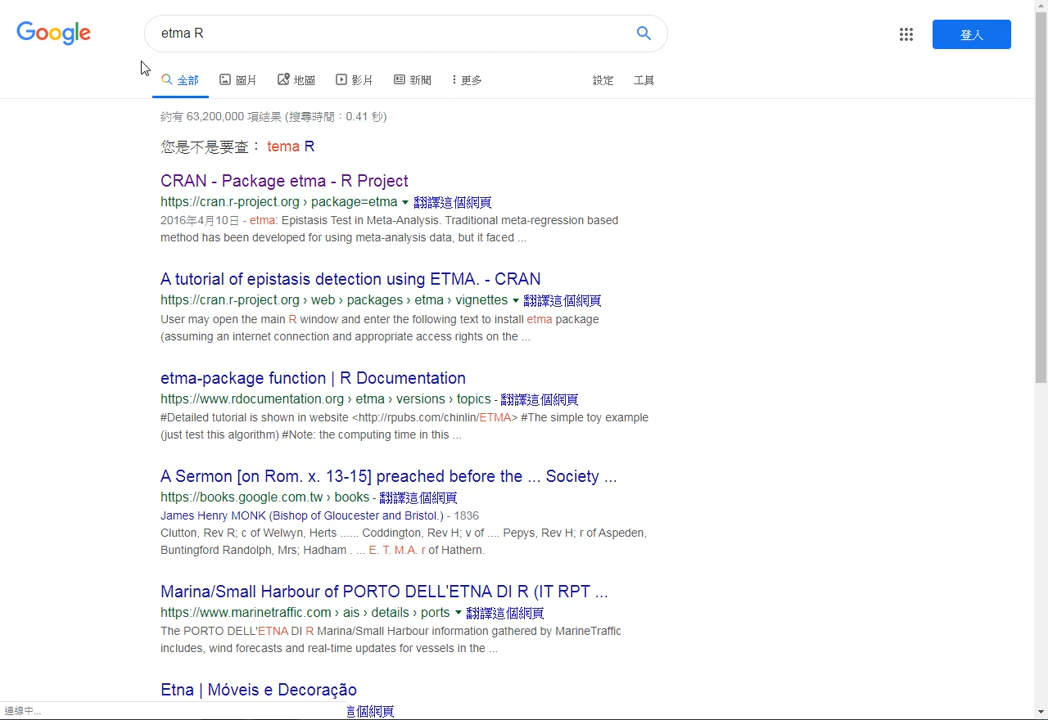 Google
etma R
登入
全部 圖片 地圖 影片 新聞 更多 設定 工具
約有 63,200,000 項結果 (搜尋時間：0.41 秒)
您是不是要查： tema R
CRAN - Package etma - R Project
https://cran.r-project.org › package=etma 翻譯這個網頁
2016年4月10日 - etma: Epistasis Test in Meta-Analysis. Traditional meta-regression based
method has been developed for using meta-analysis data, but it faced ...
A tutorial of epistasis detection using ETMA. - CRAN
https://cran.r-project.org › web › packages › etma › vignettes 翻譯這個網頁
User may open the main R window and enter the following text to install etma package
(assuming an internet connection and appropriate access rights on the ...
etma-package function | R Documentation
https://www.rdocumentation.org › etma › versions › topics - 翻譯這個網頁
#Detailed tutorial is shown in website <http://rpubs.com/chinlin/ETMA> #The simple toy example
(just test this algorithm) #Note: the computing time in this ...
A Sermon [on Rom. x. 13-15] preached before the ... Society ...
https://books.google.com.tw › books - 翻譯這個網頁
James Henry MONK (Bishop of Gloucester and Bristol.) - 1836
Clutton, Rev R; c of Welwyn, Herts ...... Coddington, Rev H; v of .... Pepys, Rev H; r of Aspeden,
Buntingford Randolph, Mrs; Hadham . ... E. T. M.A. r of Hathern.
Marina/Small Harbour of PORTO DELL'ETNA DI R (IT RPT ...
https://www.marinetraffic.com › ais › details › ports 翻譯這個網頁
The PORTO DELL'ETNA DI R Marina/Small Harbour information gathered by MarineTraffic
includes, wind forecasts and real-time updates for vessels in the ...
Etna | Móveis e Decoração
連線中... 這個網頁